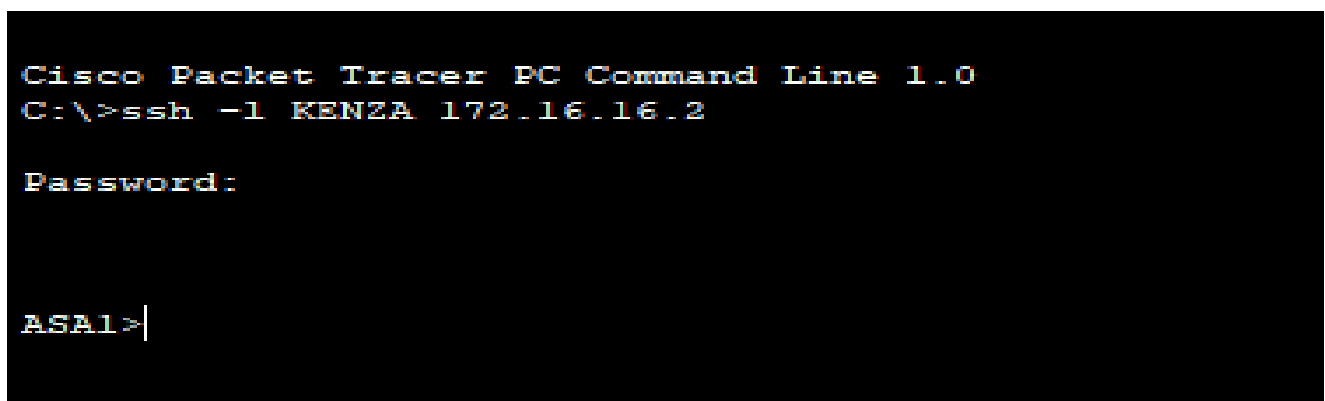 Cisco Packet Tracer PC Command Line 1.0
C:\>ssh -l KENZA 172.16.16.2
Password:
ASA1>